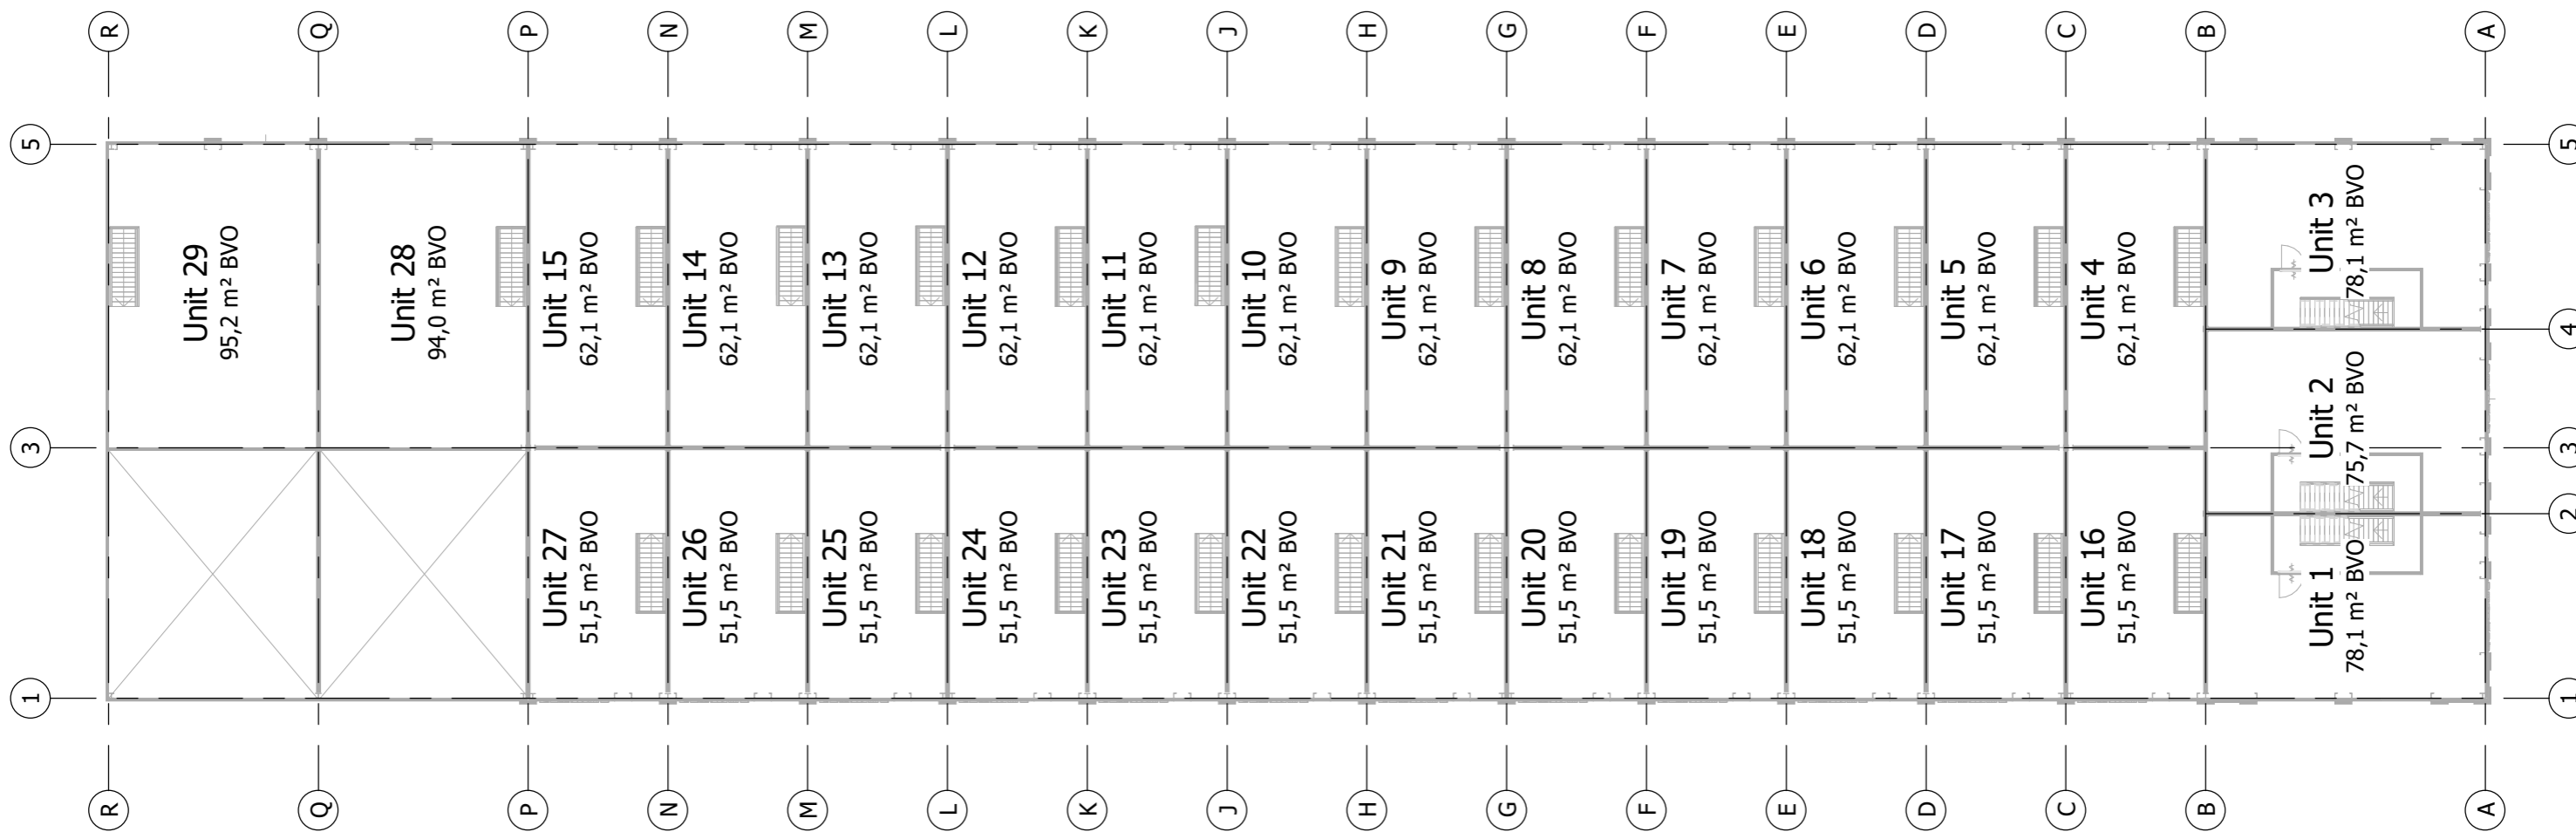 R
Q
P
N
M
L
K
J
H
G
F
E
D
C
B
A
5
5
Unit 29
95,2 m² BVO
Unit 28
94,0 m² BVO
Unit 15
62,1 m² BVO
Unit 14
62,1 m² BVO
Unit 13
62,1 m² BVO
Unit 12
62,1 m² BVO
Unit 11
62,1 m² BVO
Unit 10
62,1 m² BVO
Unit 9
62,1 m² BVO
Unit 8
62,1 m² BVO
Unit 7
62,1 m² BVO
Unit 6
62,1 m² BVO
Unit 5
62,1 m² BVO
Unit 4
62,1 m² BVO
Unit 3
78,1 m² BVO
4
3
3
Unit 2
75,7 m² BVO
2
Unit 27
51,5 m² BVO
Unit 26
51,5 m² BVO
Unit 25
51,5 m² BVO
Unit 24
51,5 m² BVO
Unit 23
51,5 m² BVO
Unit 22
51,5 m² BVO
Unit 21
51,5 m² BVO
Unit 20
51,5 m² BVO
Unit 19
51,5 m² BVO
Unit 18
51,5 m² BVO
Unit 17
51,5 m² BVO
Unit 16
51,5 m² BVO
Unit 1
78,1 m² BVO
1
1
R
Q
P
N
M
L
K
J
H
G
F
E
D
C
B
A